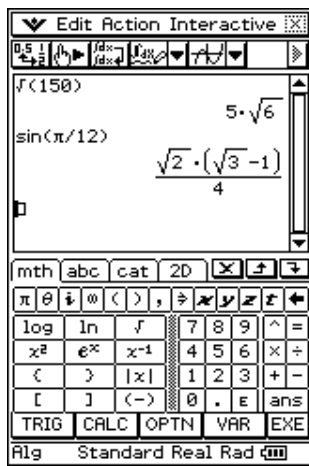 Edit Action Interactive
√(150)
5·√6
sin(π/12)
√2·(√3-1)
4
mth abc cat 2D
π θ i ∞ ( ) , ⇒ x y z t ←
log ln √ 7 8 9 ^ =
x² eˣ x⁻¹ 4 5 6 × ÷
( ) |x| 1 2 3 + −
[ ] (−) 0 . E ans
TRIG CALC OPTN VAR EXE
Alg Standard Real Rad